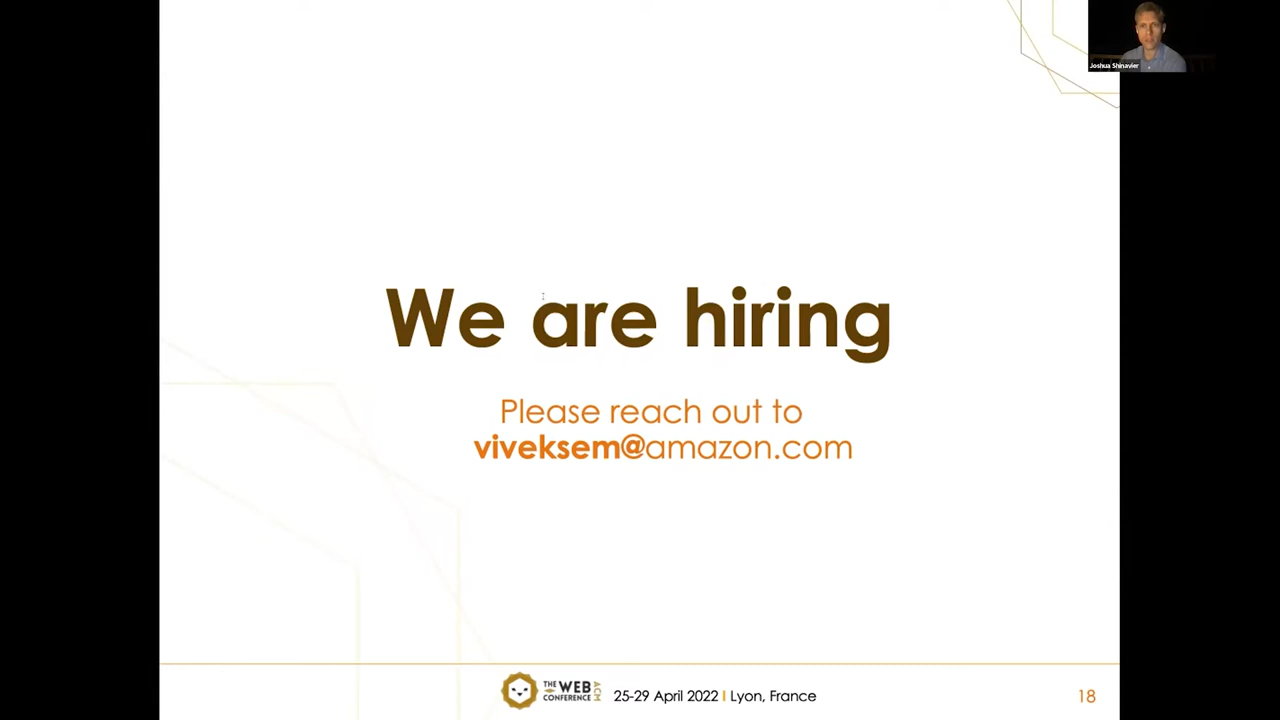 Joshua Shinavier
We are hiring
Please reach out to
viveksem@amazon.com
THE WEB CONFERENCE ACM
25-29 April 2022 I Lyon, France
18